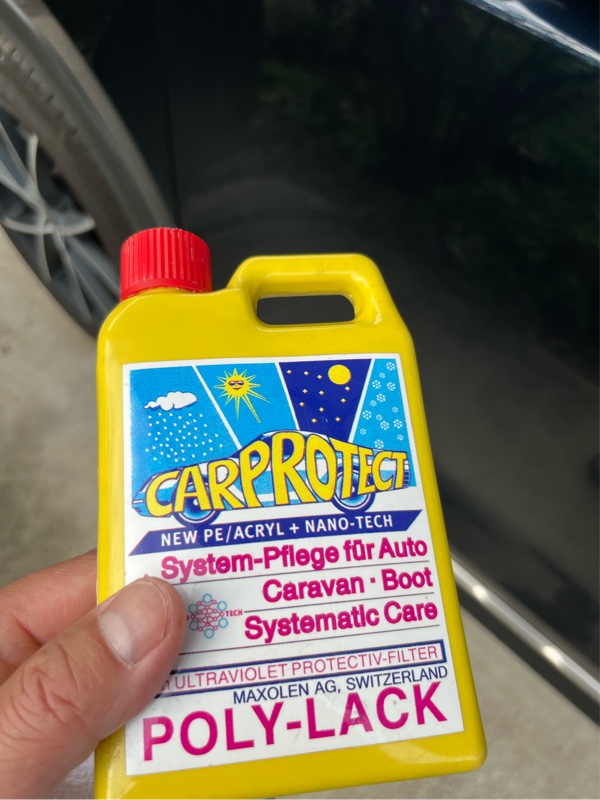 CARPROTECT
NEW PE/ACRYL + NANO-TECH
System-Pflege für Auto
Caravan · Boot
TECH
Systematic Care
ULTRAVIOLET PROTECTIV-FILTER
MAXOLEN AG, SWITZERLAND
POLY-LACK